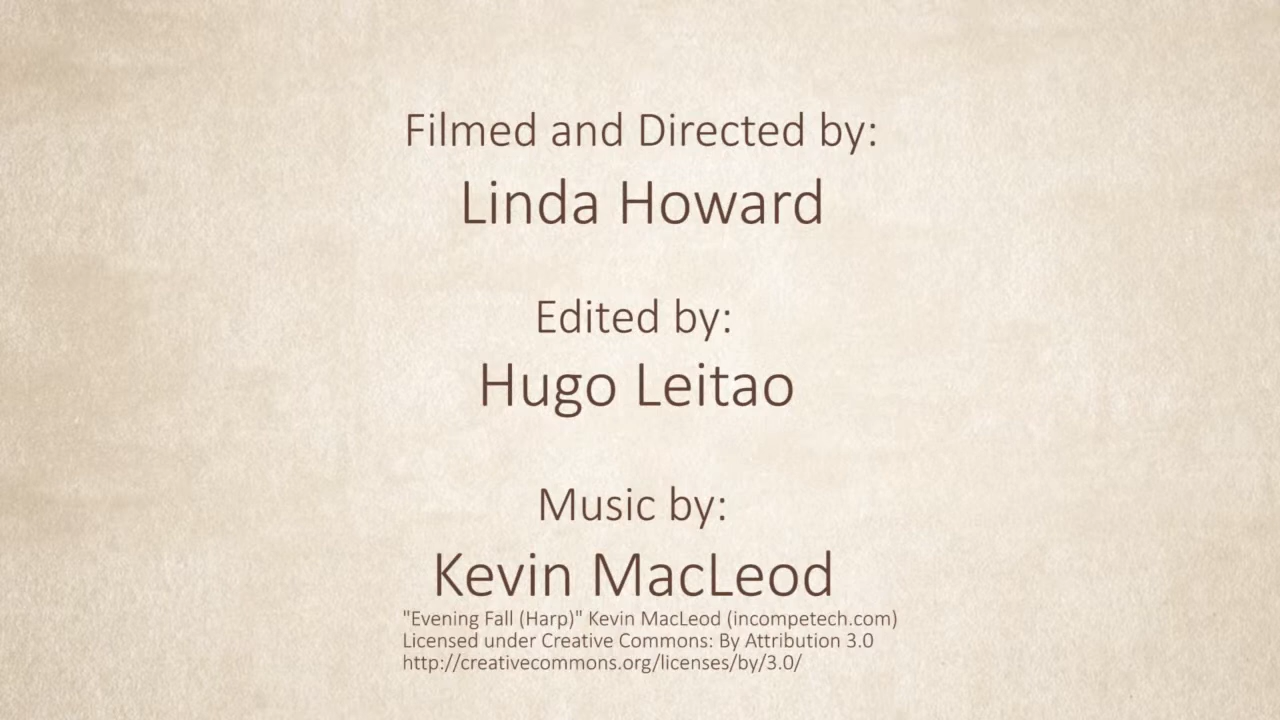 Filmed and Directed by:
Linda Howard
Edited by:
Hugo Leitao
Music by:
Kevin MacLeod
"Evening Fall (Harp)" Kevin MacLeod (incompetech.com)
Licensed under Creative Commons: By Attribution 3.0
http://creativecommons.org/licenses/by/3.0/